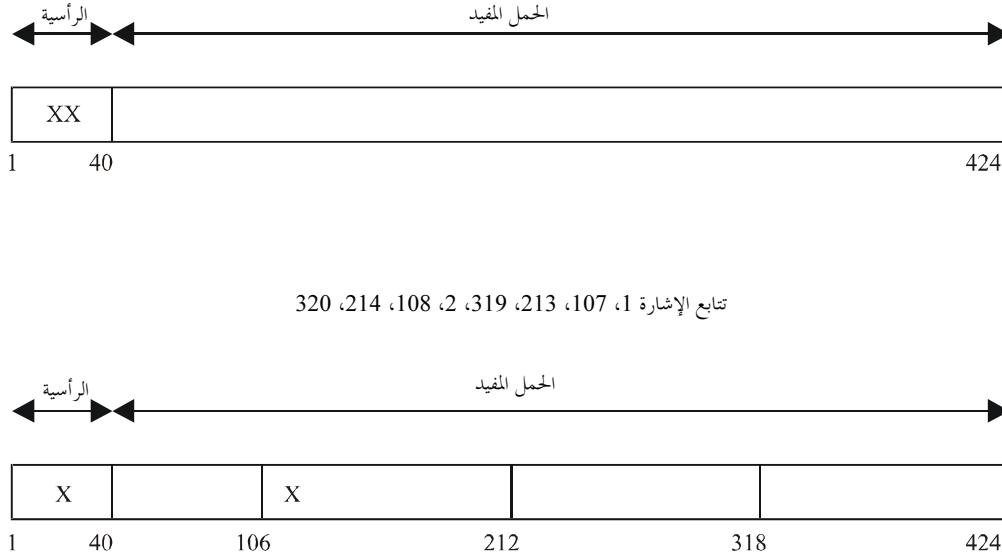 الرأسية الحمل المفيد
XX
1 40 424
تتابع الإشارة 1، 107، 213، 319، 2، 108، 214، 320
الرأسية الحمل المفيد
X X
1 40 106 212 318 424